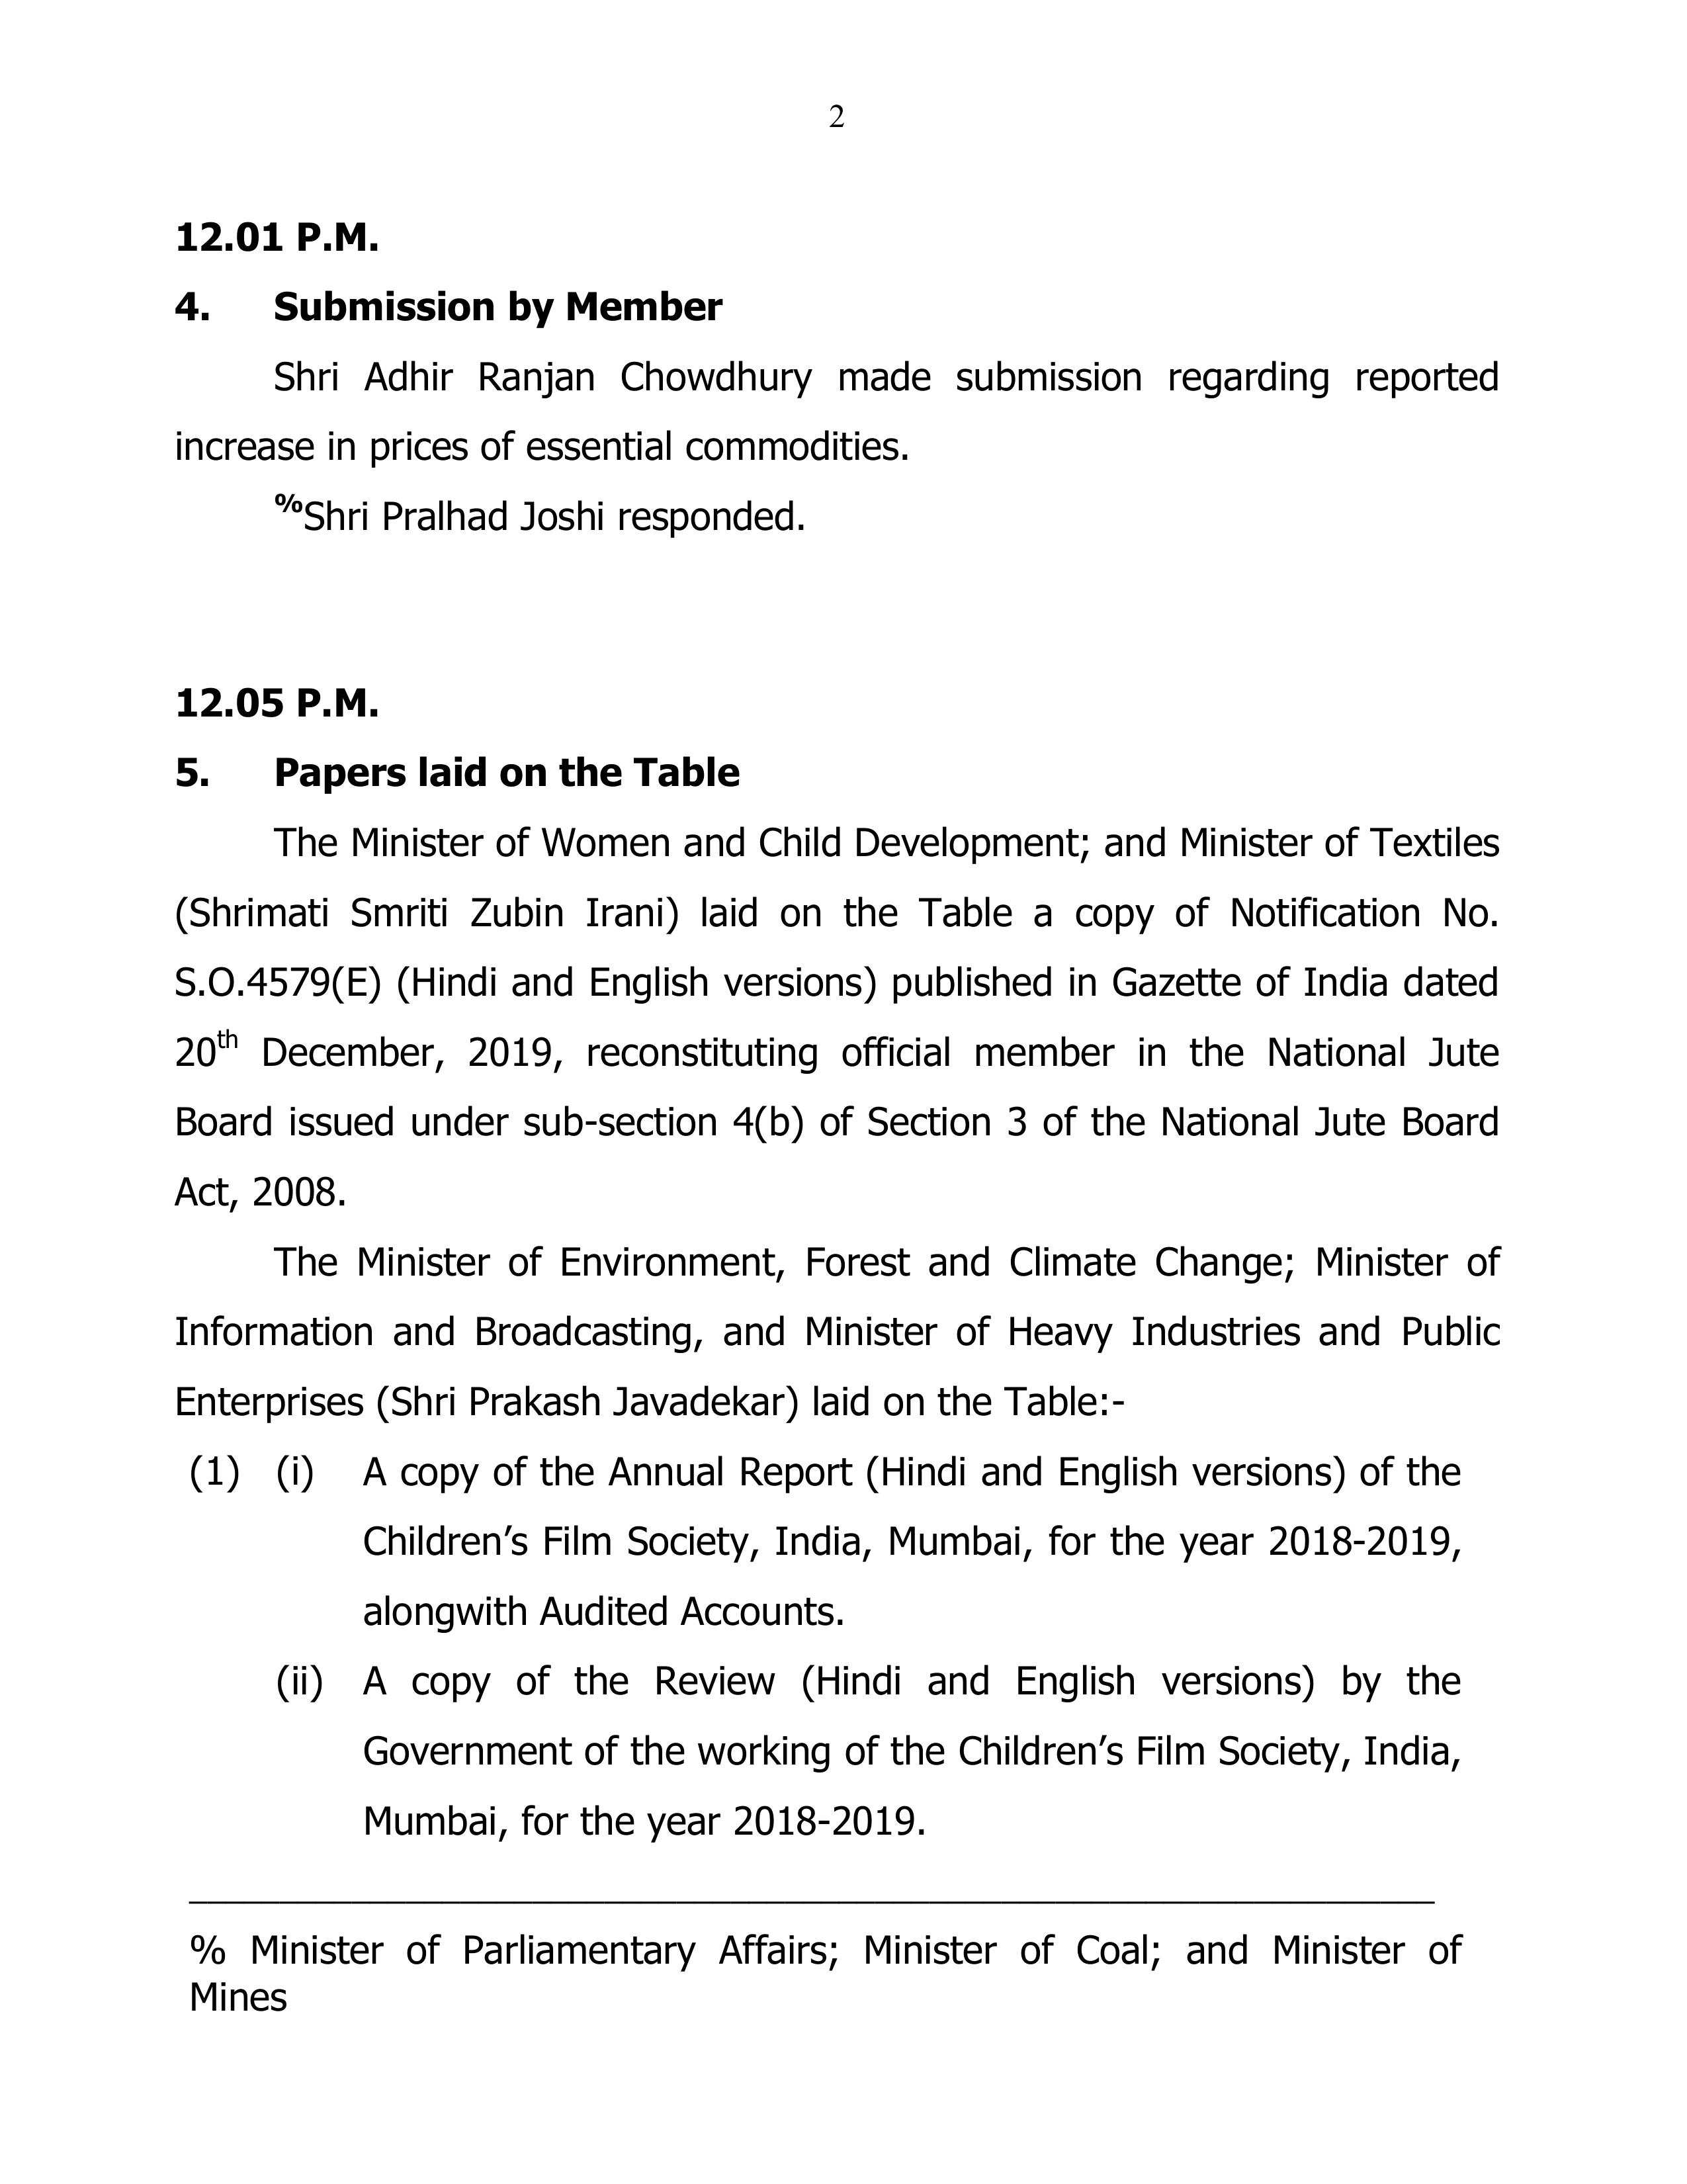 2
12.01 P.M.
4. Submission by Member
Shri Adhir Ranjan Chowdhury made submission regarding reported
increase in prices of essential commodities.
%Shri Pralhad Joshi responded.
12.05 P.M.
5. Papers laid on the Table
The Minister of Women and Child Development; and Minister of Textiles
(Shrimati Smriti Zubin Irani) laid on the Table a copy of Notification No.
S.O.4579(E) (Hindi and English versions) published in Gazette of India dated
20th December, 2019, reconstituting official member in the National Jute
Board issued under sub-section 4(b) of Section 3 of the National Jute Board
Act, 2008.
The Minister of Environment, Forest and Climate Change; Minister of
Information and Broadcasting, and Minister of Heavy Industries and Public
Enterprises (Shri Prakash Javadekar) laid on the Table:-
(1) (i) A copy of the Annual Report (Hindi and English versions) of the
Children’s Film Society, India, Mumbai, for the year 2018-2019,
alongwith Audited Accounts.
(ii) A copy of the Review (Hindi and English versions) by the
Government of the working of the Children’s Film Society, India,
Mumbai, for the year 2018-2019.
% Minister of Parliamentary Affairs; Minister of Coal; and Minister of
Mines